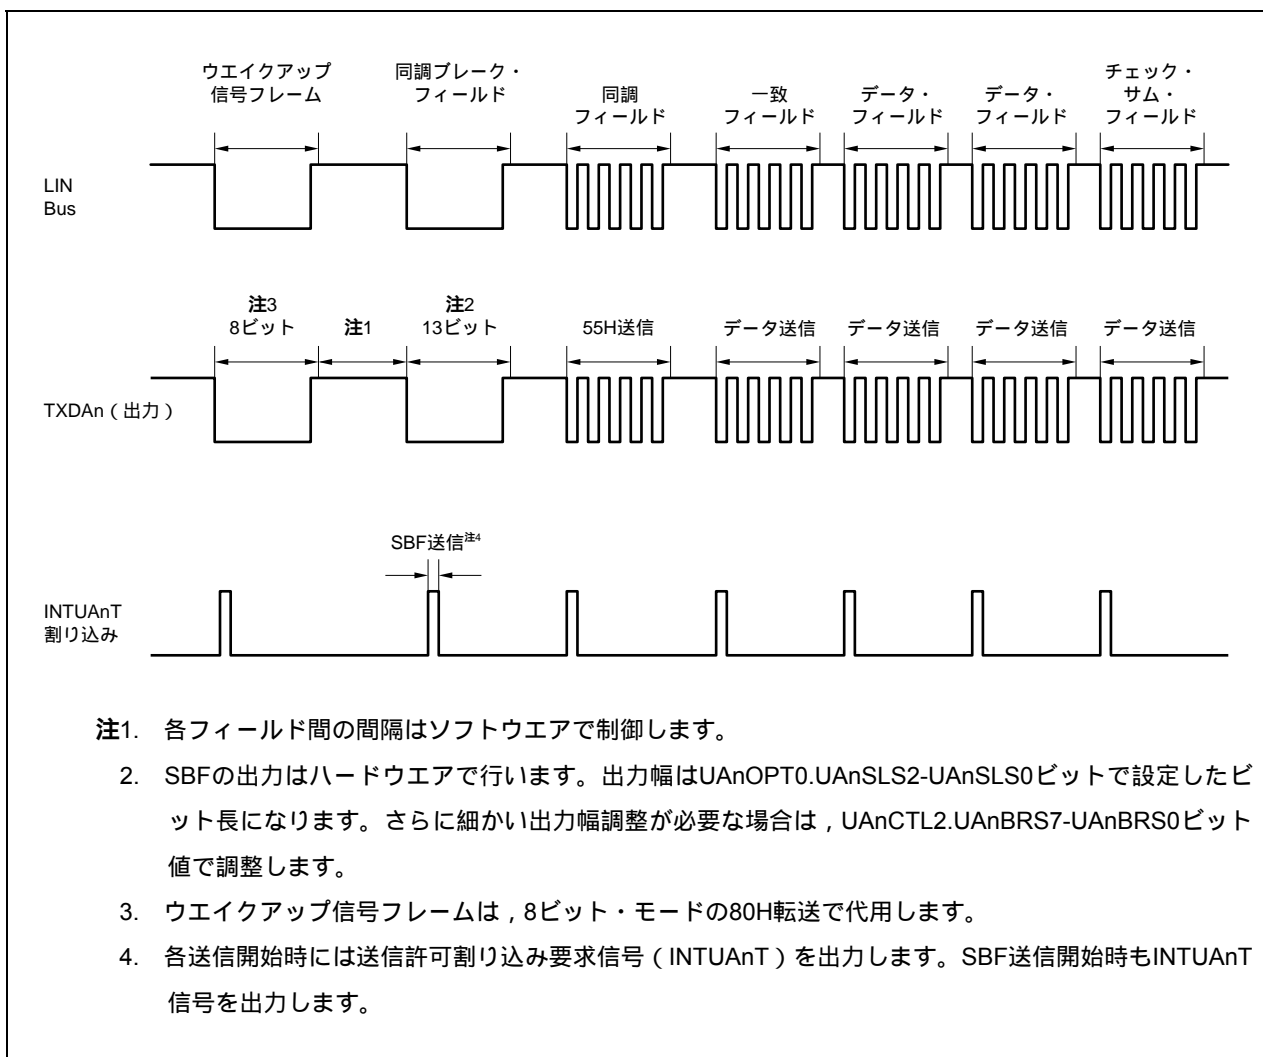 ウエイクアップ
信号フレーム
同調ブレーク・
フィールド
同調
フィールド
一致
フィールド
データ・
フィールド
データ・
フィールド
チェック・
サム・
フィールド
LIN
Bus
注3
8ビット
注1
注2
13ビット
55H送信
データ送信
データ送信
データ送信
データ送信
TXDAn(出力)
SBF送信注4
INTUAnT
割り込み
注1. 各フィールド間の間隔はソフトウエアで制御します。
2. SBFの出力はハードウエアで行います。出力幅はUAnOPT0.UAnSLS2-UAnSLS0ビットで設定したビ
ット長になります。さらに細かい出力幅調整が必要な場合は,UAnCTL2.UAnBRS7-UAnBRS0ビット
値で調整します。
3. ウエイクアップ信号フレームは,8ビット・モードの80H転送で代用します。
4. 各送信開始時には送信許可割り込み要求信号(INTUAnT)を出力します。SBF送信開始時もINTUAnT
信号を出力します。